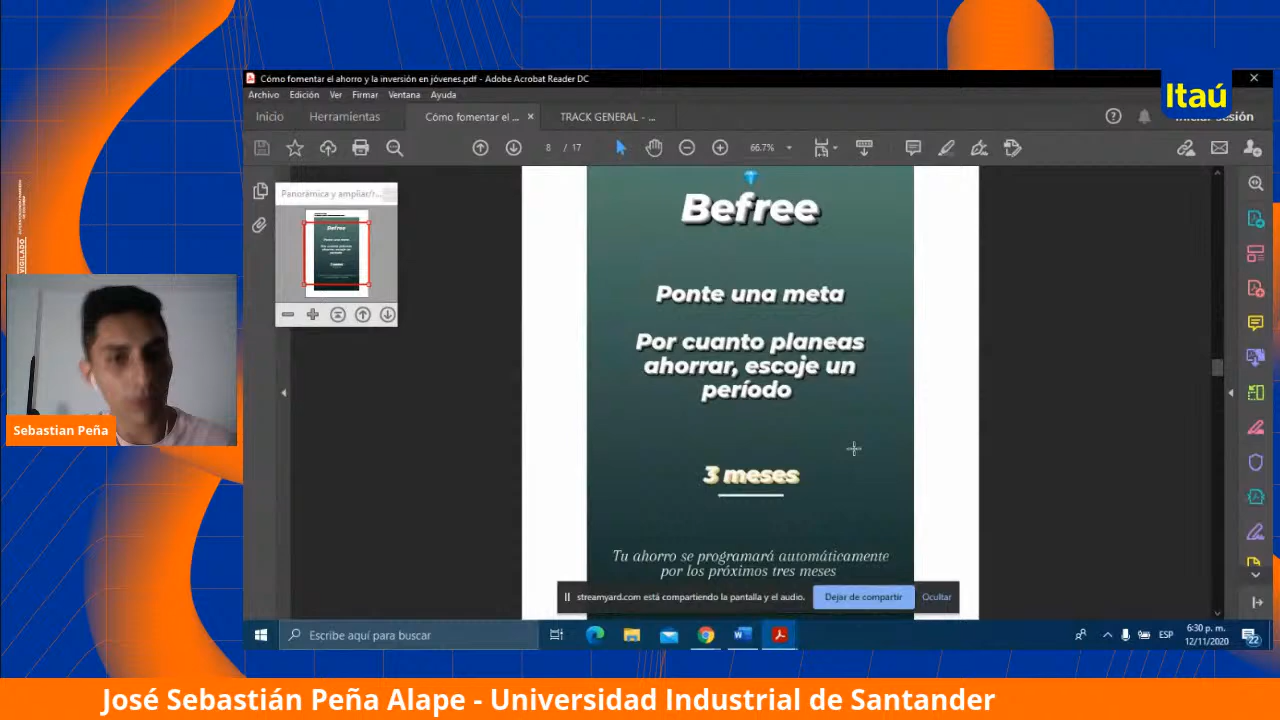 Cómo fomentar el ahorro y la inversión en jóvenes.pdf - Adobe Acrobat Reader DC
Itaú
Archivo Edición Ver Firmar Ventana Ayuda
Inicio Herramientas Cómo fomentar el ... TRACK GENERAL - ... sesión
8 / 17 66.7%
Panorámica y ampliar/r...
Befree
Ponte una meta
Por cuanto planeas
ahorrar, escoje un
período
3 meses
Tu ahorro se programará automáticamente
por los próximos tres meses
VIGILADO
Sebastian Peña
streamyard.com está compartiendo la pantalla y el audio. Dejar de compartir Ocultar
Escribe aquí para buscar
ESP
6:30 p. m.
12/11/2020
22
José Sebastián Peña Alape - Universidad Industrial de Santander